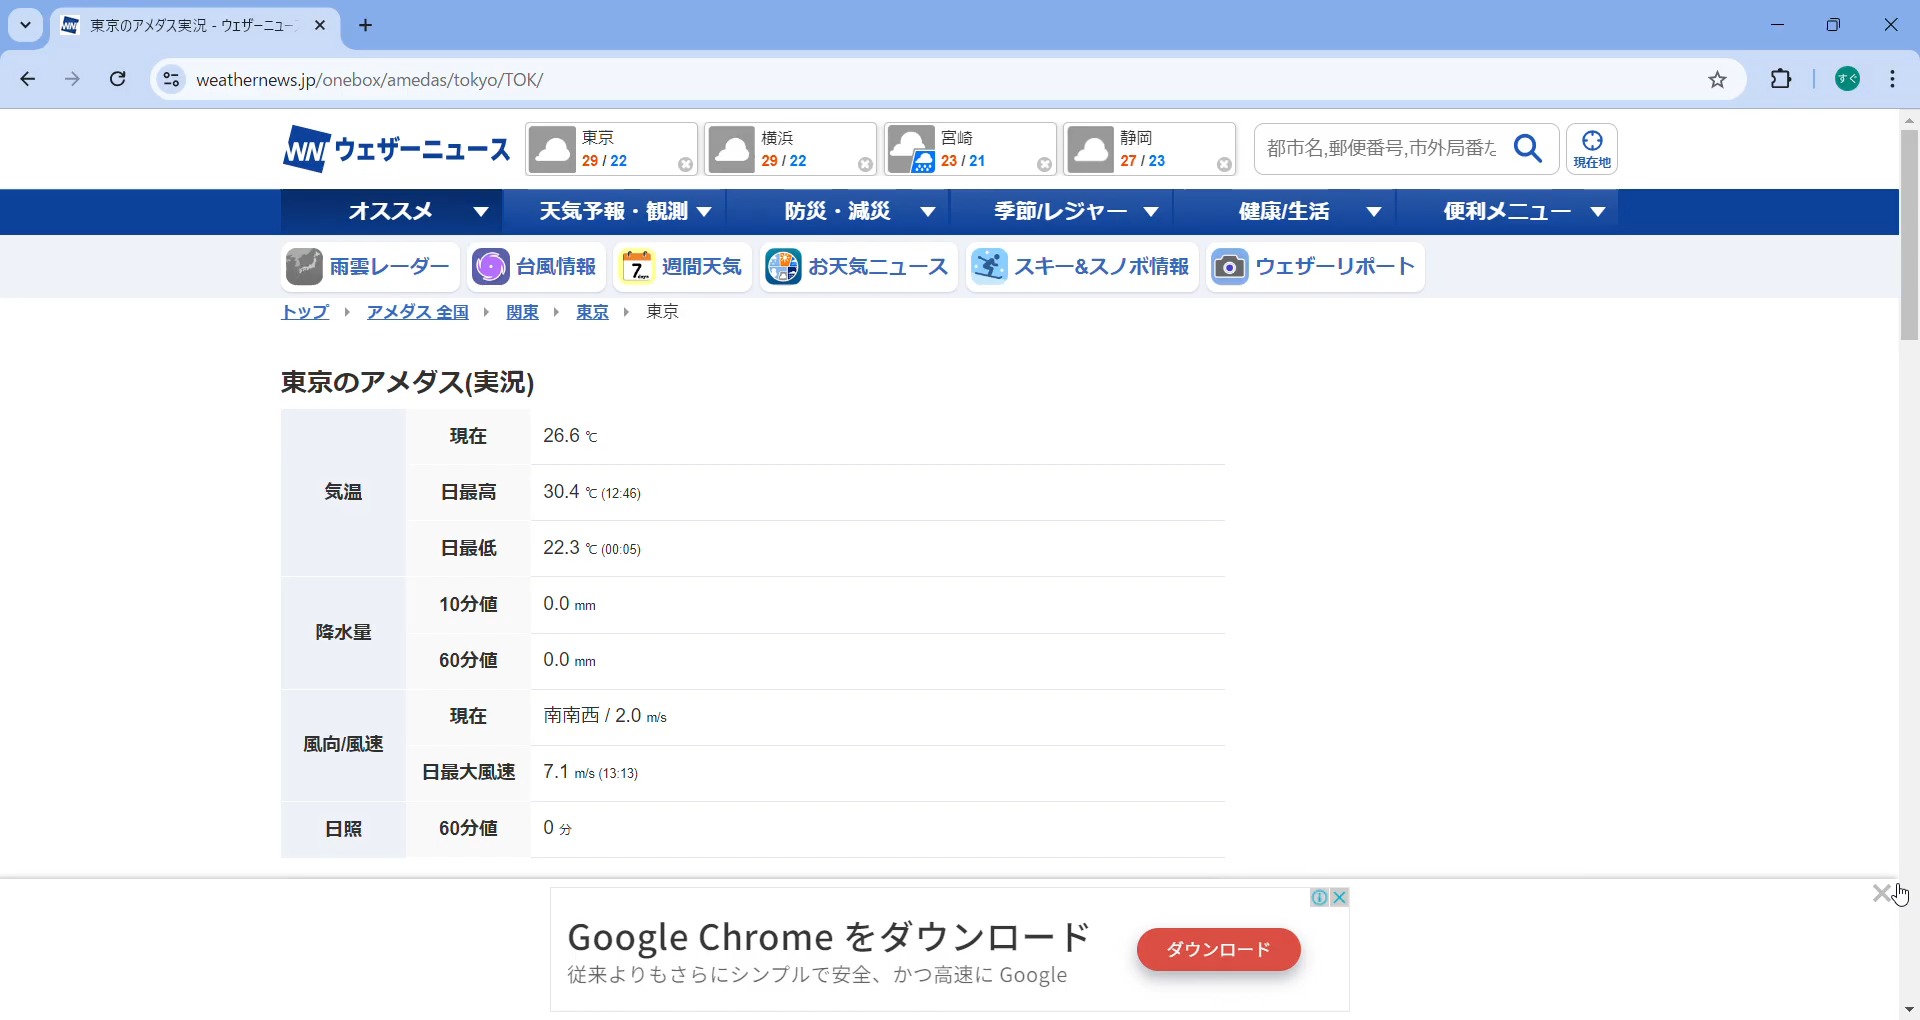 東京のアメダス実況 - ウェザーニュー
weathernews.jp/onebox/amedas/tokyo/TOK/
すぐ
WN ウェザーニュース
東京
29 / 22
横浜
29 / 22
宮崎
23 / 21
静岡
27 / 23
都市名,郵便番号,市外局番な
現在地
オススメ
天気予報・観測
防災・減災
季節/レジャー
健康/生活
便利メニュー
雨雲レーダー
台風情報
7 days
週間天気
お天気ニュース
スキー&スノボ情報
ウェザーリポート
トップ
アメダス 全国
関東
東京
東京
東京のアメダス(実況)
気温
現在 26.6 ℃
日最高 30.4 ℃ (12:46)
日最低 22.3 ℃ (00:05)
降水量
10分値 0.0 mm
60分値 0.0 mm
風向/風速
現在 南南西 / 2.0 m/s
日最大風速 7.1 m/s (13:13)
日照
60分値 0 分
Google Chrome をダウンロード
従来よりもさらにシンプルで安全、かつ高速に Google
ダウンロード